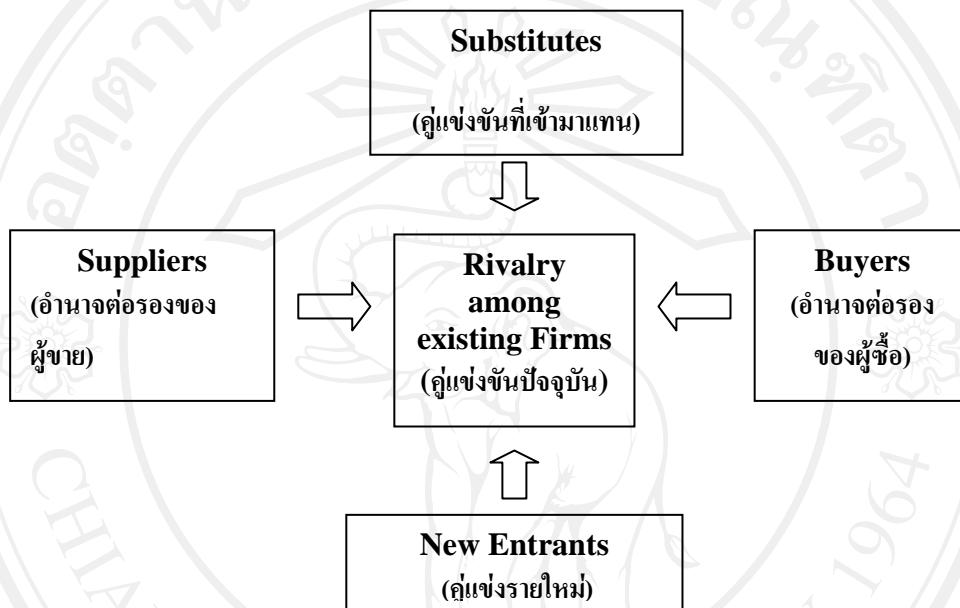 Substitutes
(คู่แข่งขันที่เข้ามาแทน)
Suppliers
(อำนาจต่อรองของ
ผู้ขาย)
Rivalry
among
existing Firms
(คู่แข่งขันปัจจุบัน)
Buyers
(อำนาจต่อรอง
ของผู้ซื้อ)
New Entrants
(คู่แข่งรายใหม่)
1964